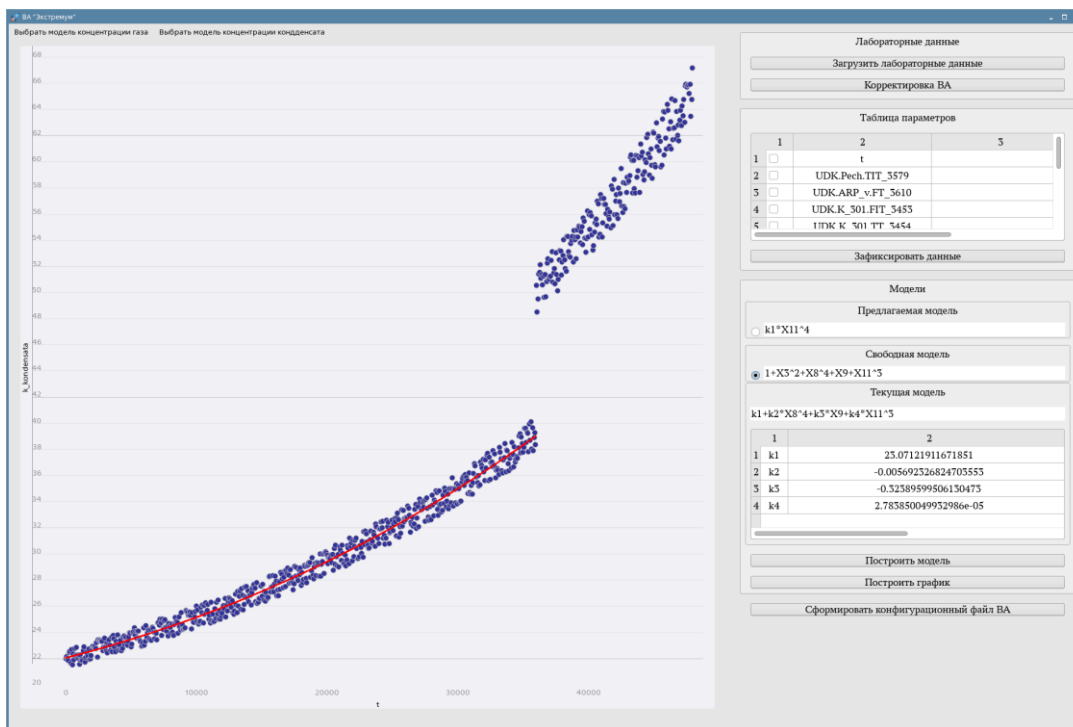 ВА "Экстремум"
Выбрать модель концентрации газа Выбрать модель концентрации кондденсата
68
66
64
62
60
58
56
54
52
50
48
46
44
42
40
38
36
34
32
30
28
26
24
22
20
k_kondensata
0 10000 20000 30000 40000
t
Лабораторные данные
Загрузить лабораторные данные
Корректировка ВА
Таблица параметров
1 2 3
1 t
2 UDK.Pech.TIT_3579
3 UDK.ARP_v.FT_3610
4 UDK.K_301.FIT_3453
5 UDK.K_301.TT_3454
Зафиксировать данные
Модели
Предлагаемая модель
k1*X11^4
Свободная модель
1+X3^2+X8^4+X9+X11^3
Текущая модель
k1+k2*X8^4+k3*X9+k4*X11^3
1 2
1 k1 23.07121911671851
2 k2 -0.005692326824703553
3 k3 -0.32389599506130473
4 k4 2.783850049932986e-05
Построить модель
Построить график
Сформировать конфигурационный файл ВА